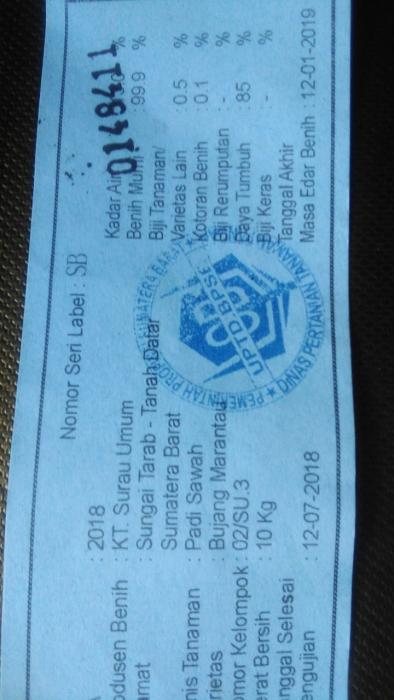 Nomor Seri Label : SB 0148411
: 2018
odusen Benih : KT. Surau Umum
mat : Sungai Tarab - Tanah Datar
Sumatera Barat
nis Tanaman : Padi Sawah
rietas : Bujang Marantau
omor Kelompok : 02/SU.3
erat Bersih : 10 Kg
nggal Selesai
engujian : 12-07-2018
Kadar Air %
Benih Murni : 99.9 %
Biji Tanaman/
Varietas Lain : 0.5 %
Kotoran Benih : 0.1 %
Biji Rerumputan : - %
Daya Tumbuh : 85 %
Biji Keras : - %
Tanggal Akhir
Masa Edar Benih : 12-01-2019
UPTD BPSB
DINAS PERTANIAN TANAMAN
PEMERINTAH PRO UMATERA BARAT